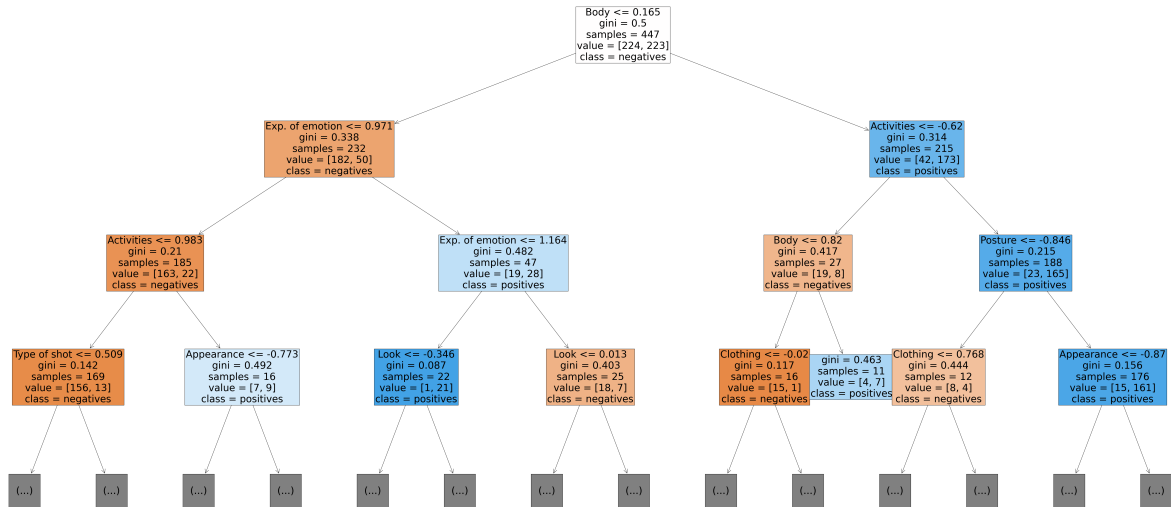 Body <= 0.165
gini = 0.5
samples = 447
value = [224, 223]
class = negatives
Exp. of emotion <= 0.971
gini = 0.338
samples = 232
value = [182, 50]
class = negatives
Activities <= -0.62
gini = 0.314
samples = 215
value = [42, 173]
class = positives
Activities <= 0.983
gini = 0.21
samples = 185
value = [163, 22]
class = negatives
Exp. of emotion <= 1.164
gini = 0.482
samples = 47
value = [19, 28]
class = positives
Body <= 0.82
gini = 0.417
samples = 27
value = [19, 8]
class = negatives
Posture <= -0.846
gini = 0.215
samples = 188
value = [23, 165]
class = positives
Type of shot <= 0.509
gini = 0.142
samples = 169
value = [156, 13]
class = negatives
Appearance <= -0.773
gini = 0.492
samples = 16
value = [7, 9]
class = positives
Look <= -0.346
gini = 0.087
samples = 22
value = [1, 21]
class = positives
Look <= 0.013
gini = 0.403
samples = 25
value = [18, 7]
class = negatives
Clothing <= -0.02
gini = 0.117
samples = 16
value = [15, 1]
class = negatives
gini = 0.463
samples = 11
value = [4, 7]
class = positives
Clothing <= 0.768
gini = 0.444
samples = 12
value = [8, 4]
class = negatives
Appearance <= -0.87
gini = 0.156
samples = 176
value = [15, 161]
class = positives
(...)
(...)
(...)
(...)
(...)
(...)
(...)
(...)
(...)
(...)
(...)
(...)
(...)
(...)